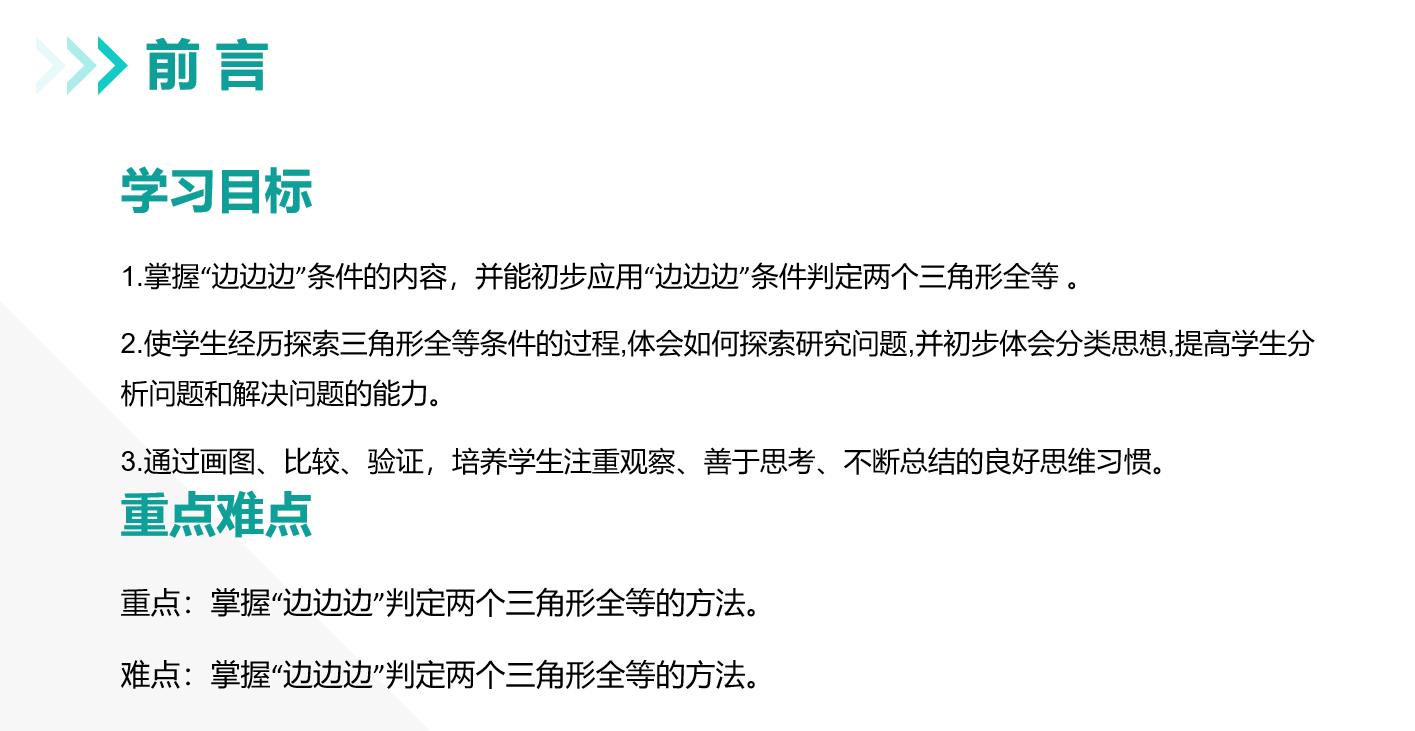 前 言
学习目标
1.掌握“边边边”条件的内容，并能初步应用“边边边”条件判定两个三角形全等 。
2.使学生经历探索三角形全等条件的过程,体会如何探索研究问题,并初步体会分类思想,提高学生分
析问题和解决问题的能力。
3.通过画图、比较、验证，培养学生注重观察、善于思考、不断总结的良好思维习惯。
重点难点
重点：掌握“边边边”判定两个三角形全等的方法。
难点：掌握“边边边”判定两个三角形全等的方法。